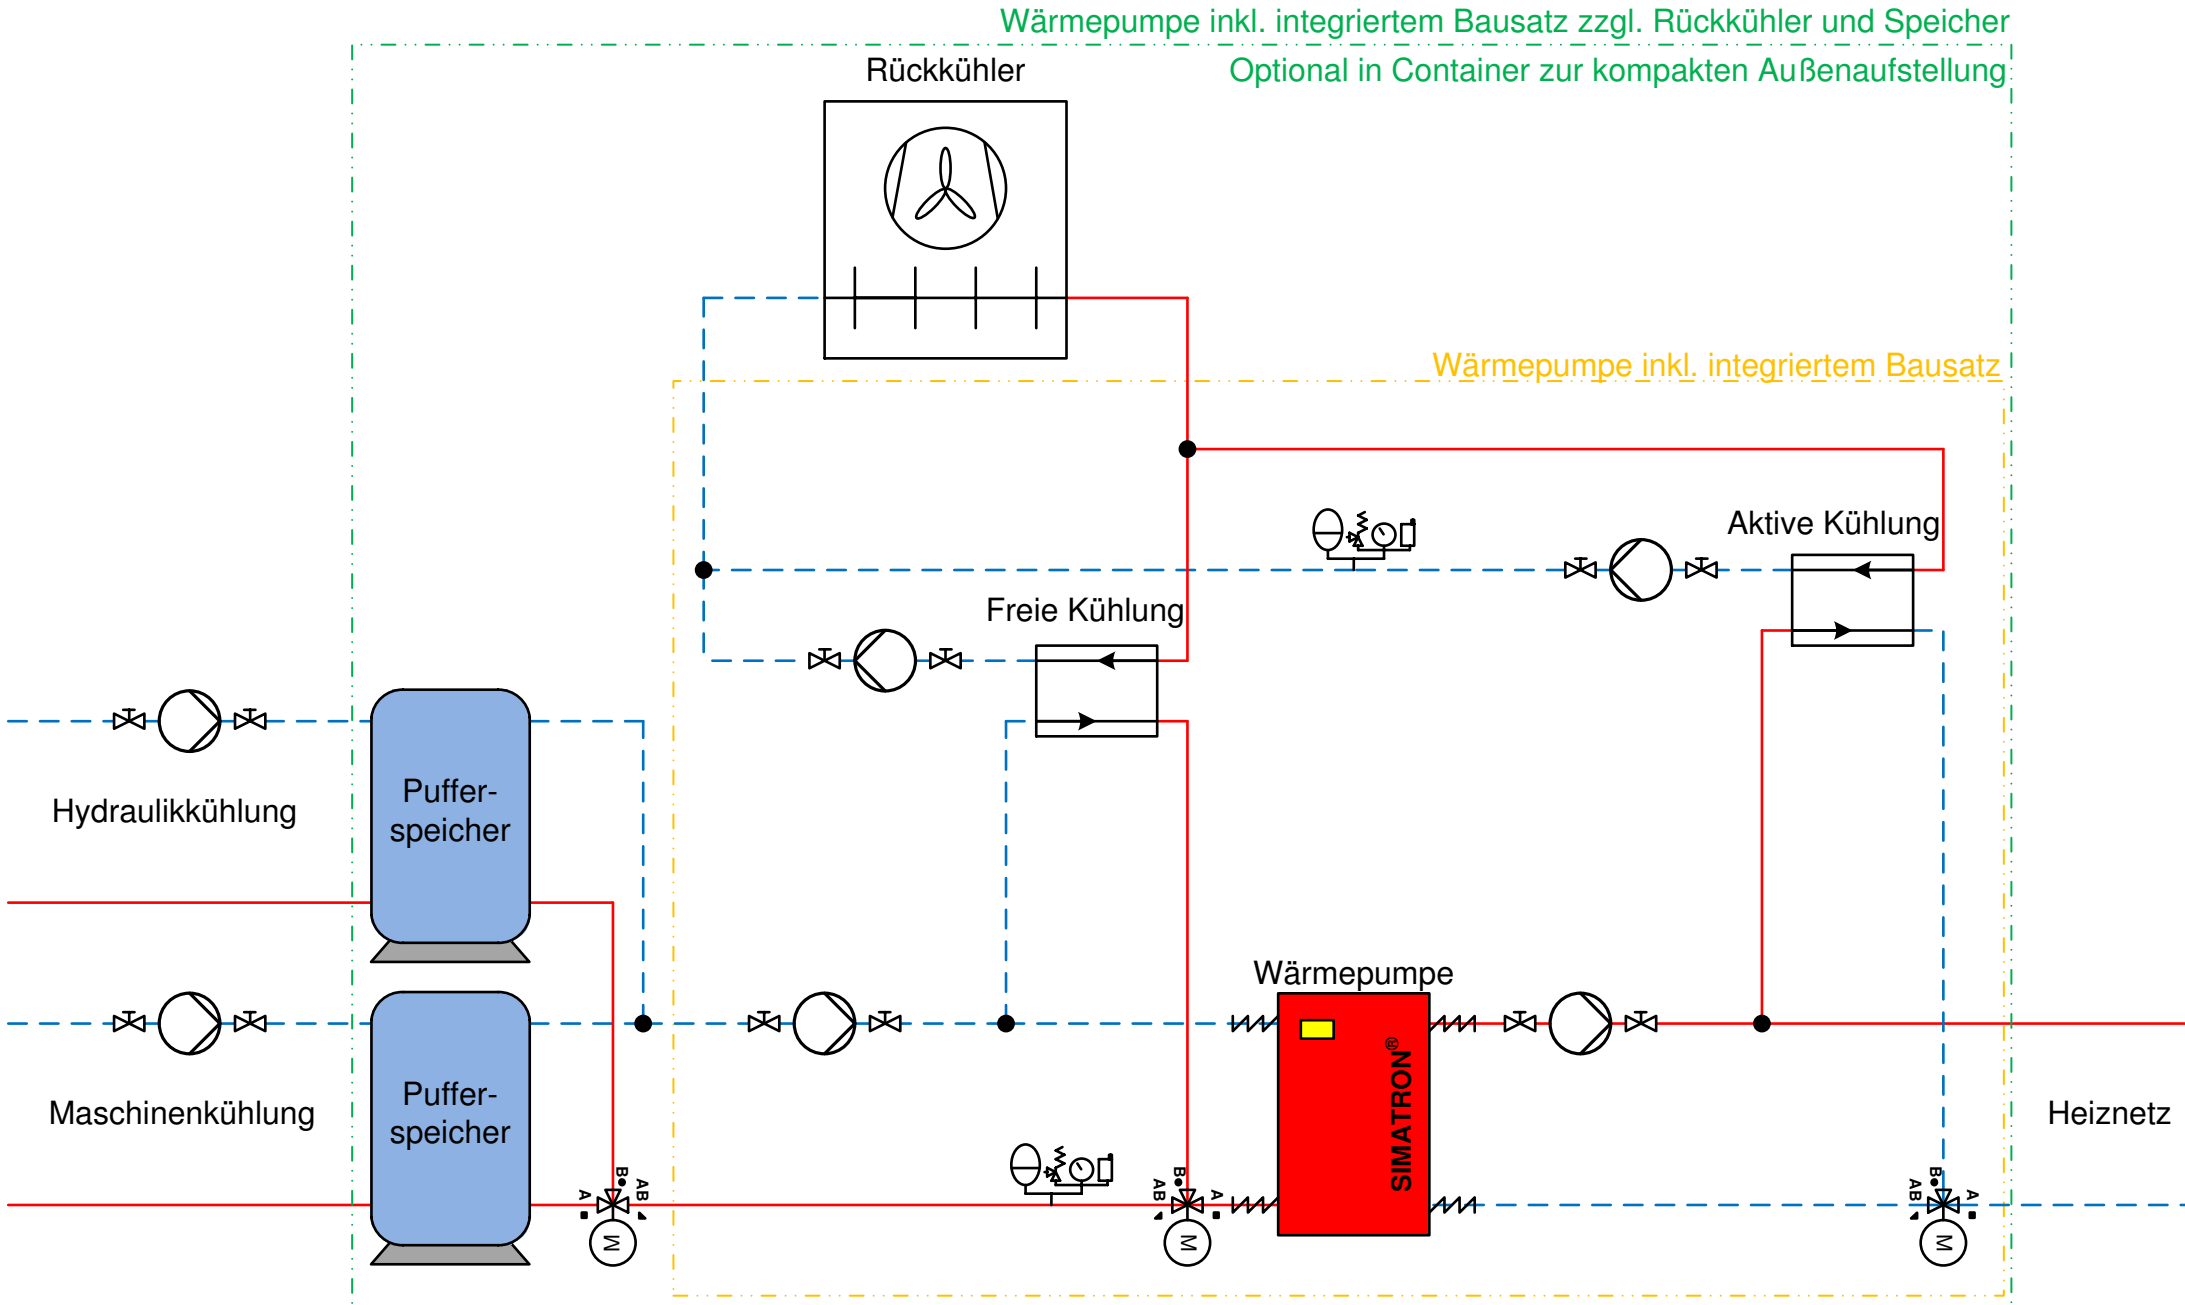 Wärmepumpe inkl. integriertem Bausatz zzgl. Rückkühler und Speicher
Rückkühler
Optional in Container zur kompakten Außenaufstellung
Wärmepumpe inkl. integriertem Bausatz
Aktive Kühlung
Freie Kühlung
Hydraulikkühlung
Puffer-
speicher
Wärmepumpe
SIMATRON®
Maschinenkühlung
Puffer-
speicher
Heiznetz
A
B
AB
M
AB
B
A
M
AB
B
A
M